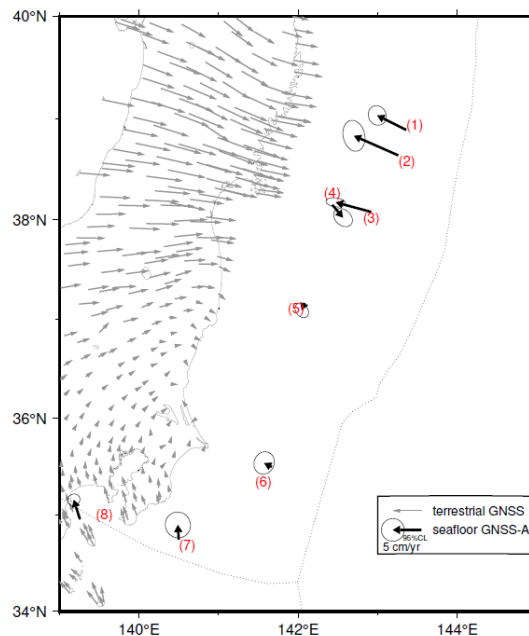 40°N
(1)
(2)
(4)
38°N
(3)
(5)
36°N
(6)
terrestrial GNSS
(8)
seafloor GNSS-A
95%CL
(7)
5 cm/yr
34°N
140°E
142°E
144°E